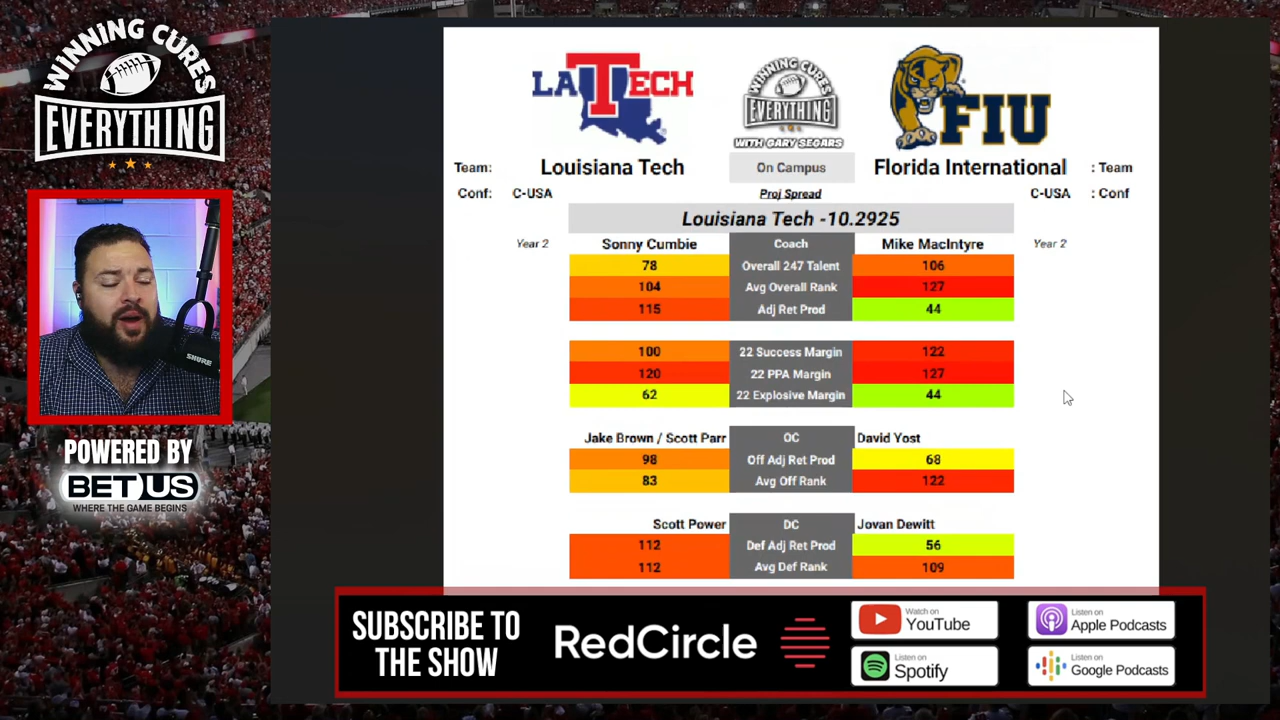 WINNING CURES
EVERYTHING
POWERED BY
BETUS
WHERE THE GAME BEGINS
SHURE
LA TECH
WINNING CURES
EVERYTHING
WITH GARY SEGARS
FIU
Team: Louisiana Tech On Campus Florida International : Team
Conf: C-USA Proj Spread C-USA : Conf
Louisiana Tech -10.2925
Year 2 Sonny Cumbie Coach Mike MacIntyre Year 2
78 Overall 247 Talent 106
104 Avg Overall Rank 127
115 Adj Ret Prod 44
100 22 Success Margin 122
120 22 PPA Margin 127
62 22 Explosive Margin 44
Jake Brown / Scott Parr OC David Yost
98 Off Adj Ret Prod 68
83 Avg Off Rank 122
Scott Power DC Jovan Dewitt
112 Def Adj Ret Prod 56
112 Avg Def Rank 109
SUBSCRIBE TO
THE SHOW
RedCircle
Watch on
YouTube
Listen on
Apple Podcasts
Listen on
Spotify
Listen on
Google Podcasts